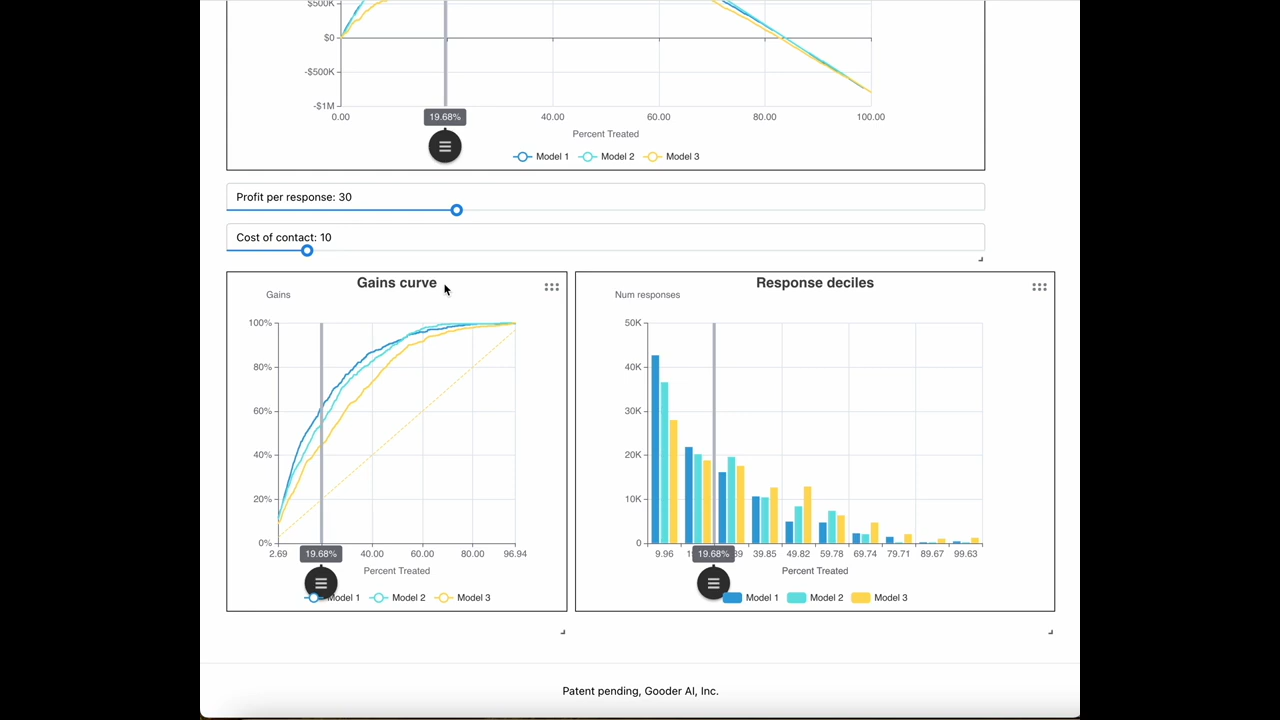 $500K
$0
-$500K
-$1M
0.00 19.68% 40.00 60.00 80.00 100.00
Percent Treated
Model 1 Model 2 Model 3
Profit per response: 30
Cost of contact: 10
Gains curve
Gains
100%
80%
60%
40%
20%
0%
2.69 19.68% 40.00 60.00 80.00 96.94
Percent Treated
Model 1 Model 2 Model 3
Response deciles
Num responses
50K
40K
30K
20K
10K
0
9.96 19.68% 39.85 49.82 59.78 69.74 79.71 89.67 99.63
Percent Treated
Model 1 Model 2 Model 3
Patent pending, Gooder AI, Inc.